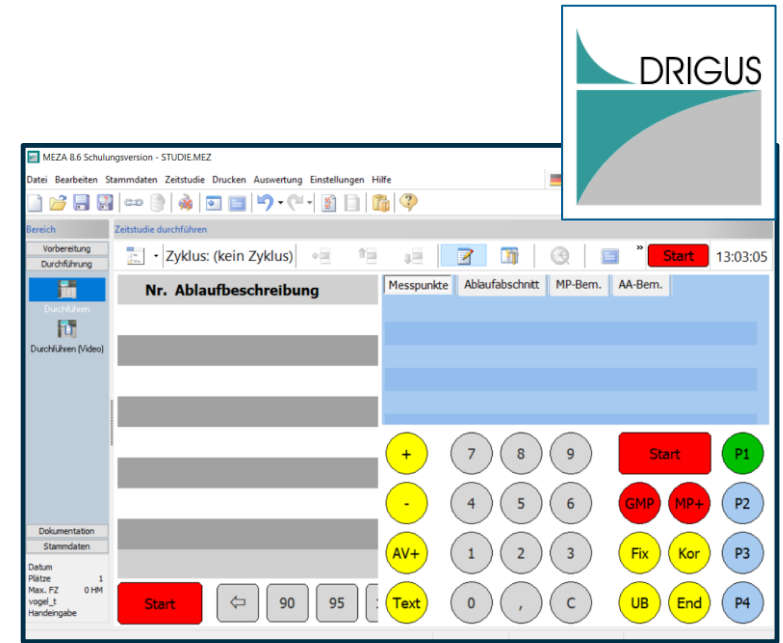 DRIGUS
MEZA 8.6 Schulungsversion - STUDIE.MEZ
Datei Bearbeiten Stammdaten Zeitstudie Drucken Auswertung Einstellungen Hilfe
Bereich
Zeitstudie durchführen
Vorbereitung
Durchführung
Zyklus: (kein Zyklus)
»
Start
13:03:05
Durchführen
Durchführen (Video)
Nr. Ablaufbeschreibung
Messpunkte
Ablaufabschnitt
MP-Bem.
AA-Bem.
+ 7 8 9 Start P1
- 4 5 6 GMP MP+ P2
AV+ 1 2 3 Fix Kor P3
Text 0 , C UB End P4
Start ⇦ 90 95
Dokumentation
Stammdaten
Datum
Plätze 1
Max. FZ 0 HM
vogel_t
Handeingabe